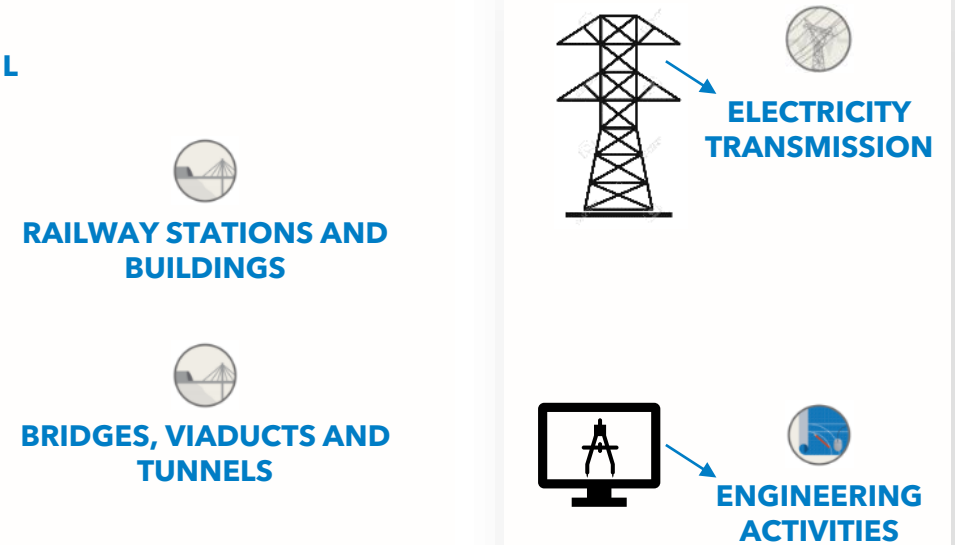 L
RAILWAY STATIONS AND
BUILDINGS
BRIDGES, VIADUCTS AND
TUNNELS
ELECTRICITY
TRANSMISSION
ENGINEERING
ACTIVITIES